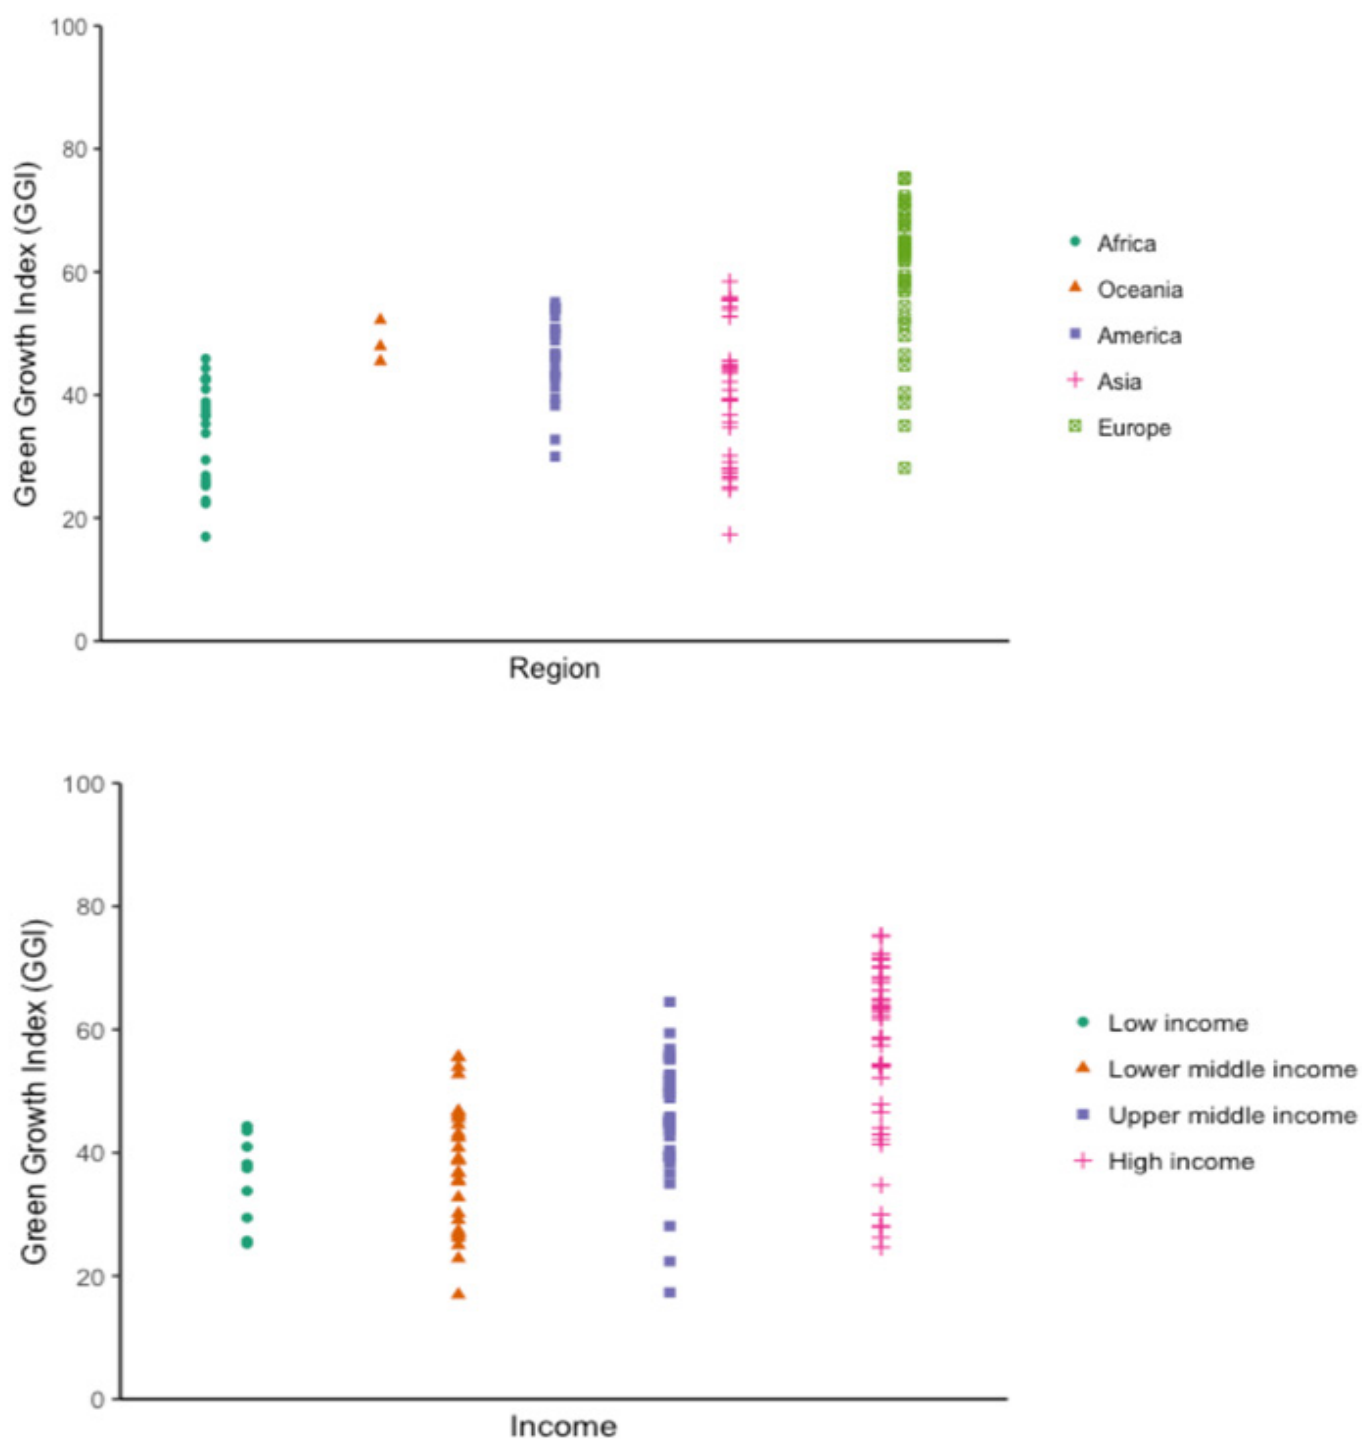 100
80
60
40
20
0
Green Growth Index (GGI)
Region
Africa
Oceania
America
Asia
Europe
100
80
60
40
20
0
Green Growth Index (GGI)
Income
Low income
Lower middle income
Upper middle income
High income